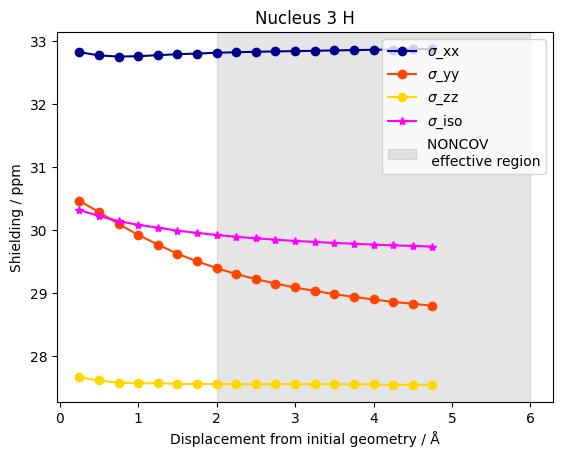 Nucleus 3 H
33
32
31
30
29
28
0
1
2
3
4
5
6
Shielding / ppm
Displacement from initial geometry / Å
σ_xx
σ_yy
σ_zz
σ_iso
NONCOV
effective region